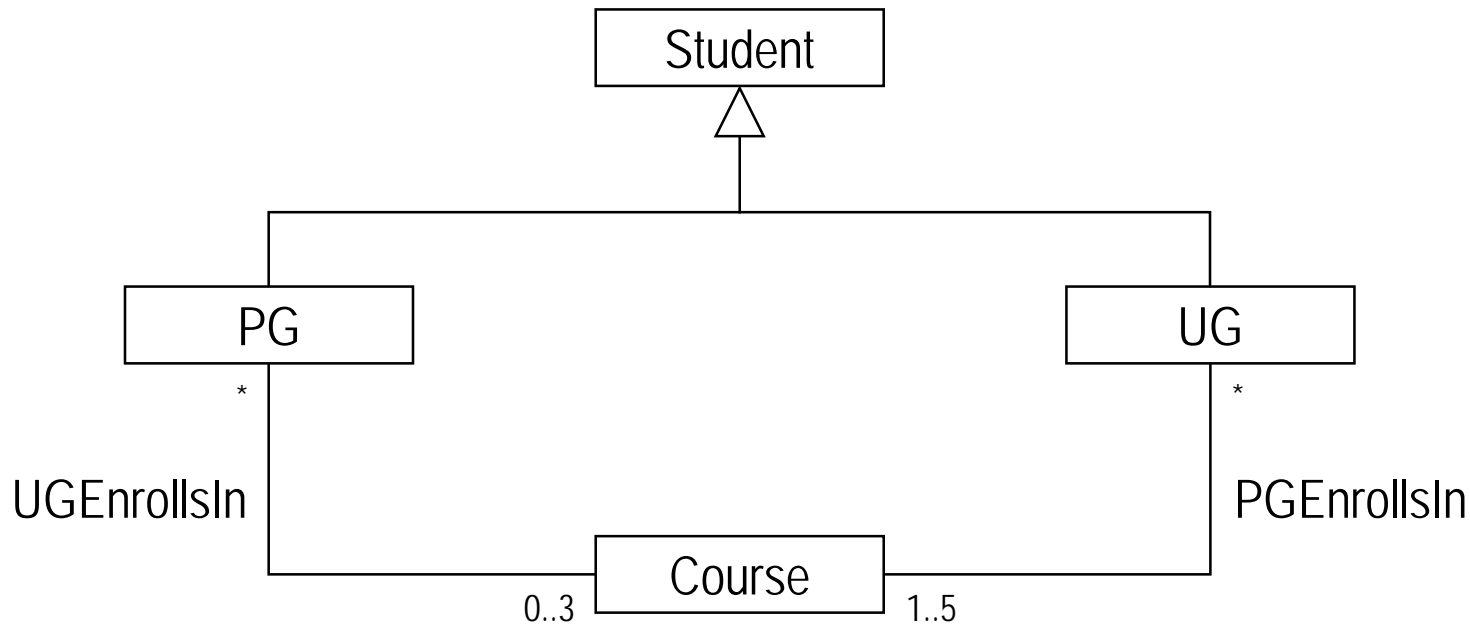 Student
PG
UG
*
*
UGEnrollsIn
PGEnrollsIn
Course
0..3
1..5